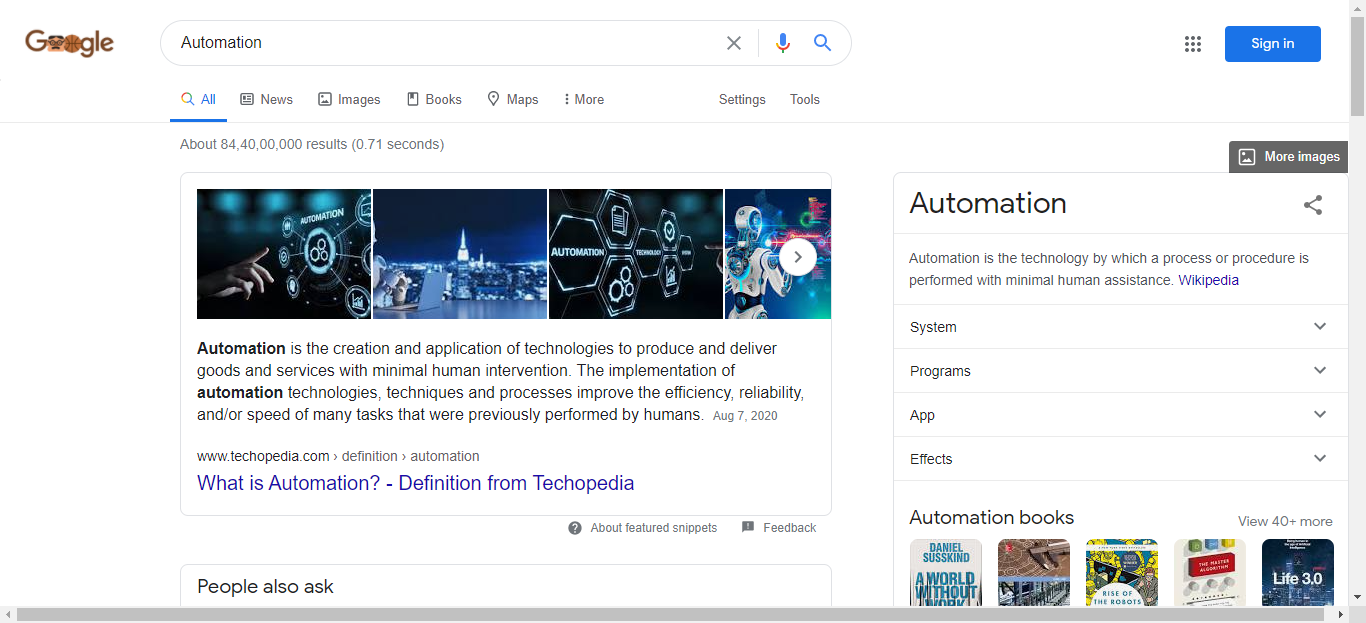 Google
Automation
Sign in
All
News
Images
Books
Maps
More
Settings
Tools
About 84,40,00,000 results (0.71 seconds)
More images
AUTOMATION
AUTOMATION
TECHNOLOGY
Automation is the creation and application of technologies to produce and deliver
goods and services with minimal human intervention. The implementation of
automation technologies, techniques and processes improve the efficiency, reliability,
and/or speed of many tasks that were previously performed by humans. Aug 7, 2020
www.techopedia.com › definition › automation
What is Automation? - Definition from Techopedia
About featured snippets
Feedback
People also ask
Automation
Automation is the technology by which a process or procedure is
performed with minimal human assistance. Wikipedia
System
Programs
App
Effects
Automation books
View 40+ more
DANIEL
SUSSKIND
A WORLD
WITHOUT
WORK
RISE OF
THE ROBOTS
THE MASTER
ALGORITHM
Life 3.0